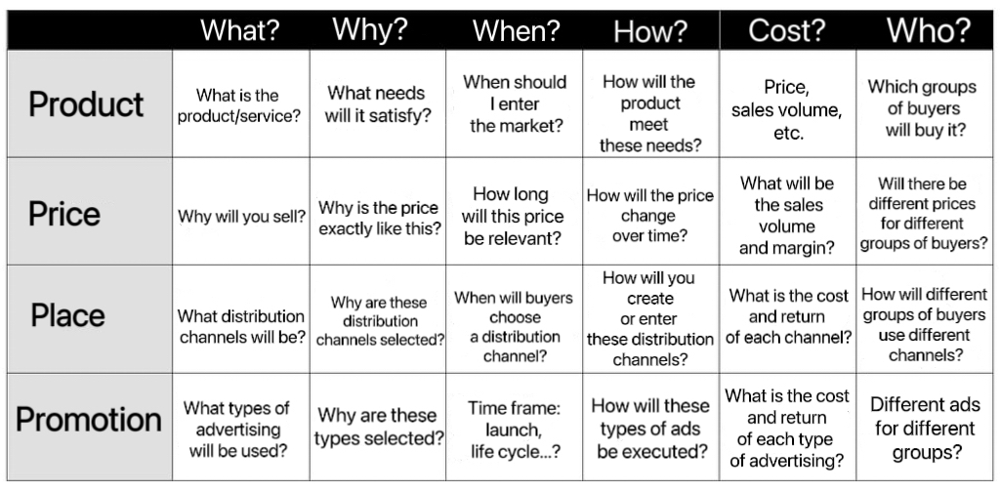 What? Why? When? How? Cost? Who?
Product
What is the
product/service?
What needs
will it satisfy?
When should
I enter
the market?
How will the
product
meet
these needs?
Price,
sales volume,
etc.
Which groups
of buyers
will buy it?
Price
Why will you sell?
Why is the price
exactly like this?
How long
will this price
be relevant?
How will the price
change
over time?
What will be
the sales
volume
and margin?
Will there be
different prices
for different
groups of buyers?
Place
What distribution
channels will be?
Why are these
distribution
channels selected?
When will buyers
choose
a distribution
channel?
How will you
create
or enter
these distribution
channels?
What is the cost
and return
of each channel?
How will different
groups of buyers
use different
channels?
Promotion
What types of
advertising
will be used?
Why are these
types selected?
Time frame:
launch,
life cycle...?
How will these
types of ads
be executed?
What is the cost
and return
of each type
of advertising?
Different ads
for different
groups?